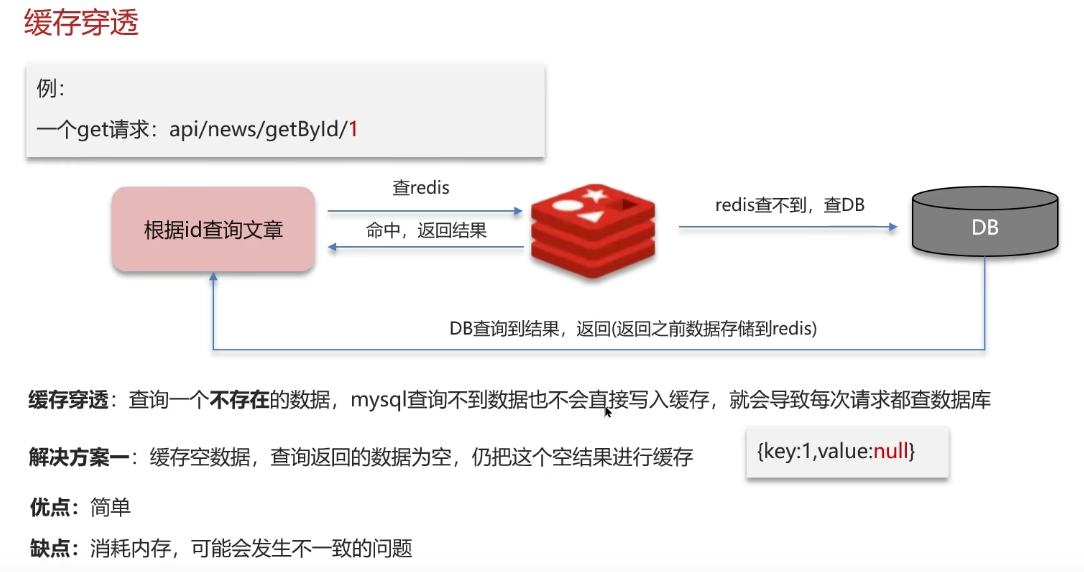 缓存穿透
例：
一个get请求：api/news/getById/1
查redis
redis查不到，查DB
根据id查询文章
命中，返回结果
DB
DB查询到结果，返回(返回之前数据存储到redis)
缓存穿透：查询一个不存在的数据，mysql查询不到数据也不会直接写入缓存，就会导致每次请求都查数据库
解决方案一：缓存空数据，查询返回的数据为空，仍把这个空结果进行缓存
{key:1,value:null}
优点：简单
缺点：消耗内存，可能会发生不一致的问题